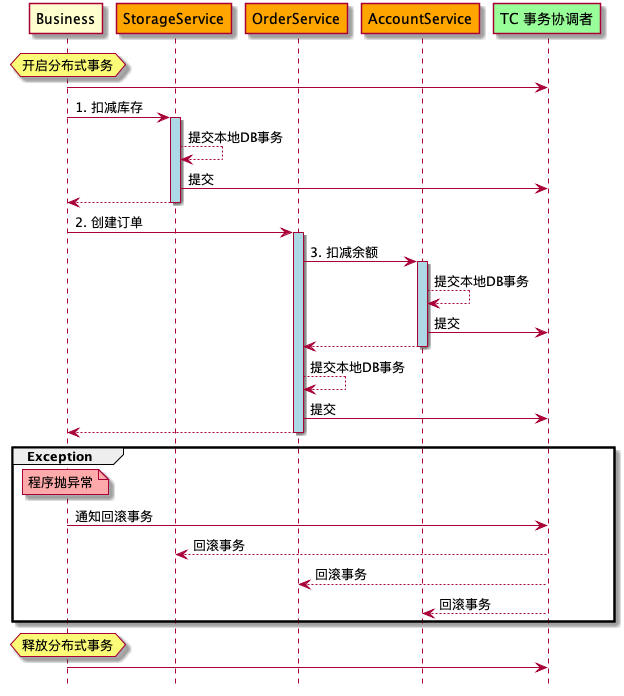 Business
StorageService
OrderService
AccountService
TC 事务协调者
开启分布式事务
1. 扣减库存
提交本地DB事务
提交
2. 创建订单
3. 扣减余额
提交本地DB事务
提交
提交本地DB事务
提交
Exception
程序抛异常
通知回滚事务
回滚事务
回滚事务
回滚事务
释放分布式事务